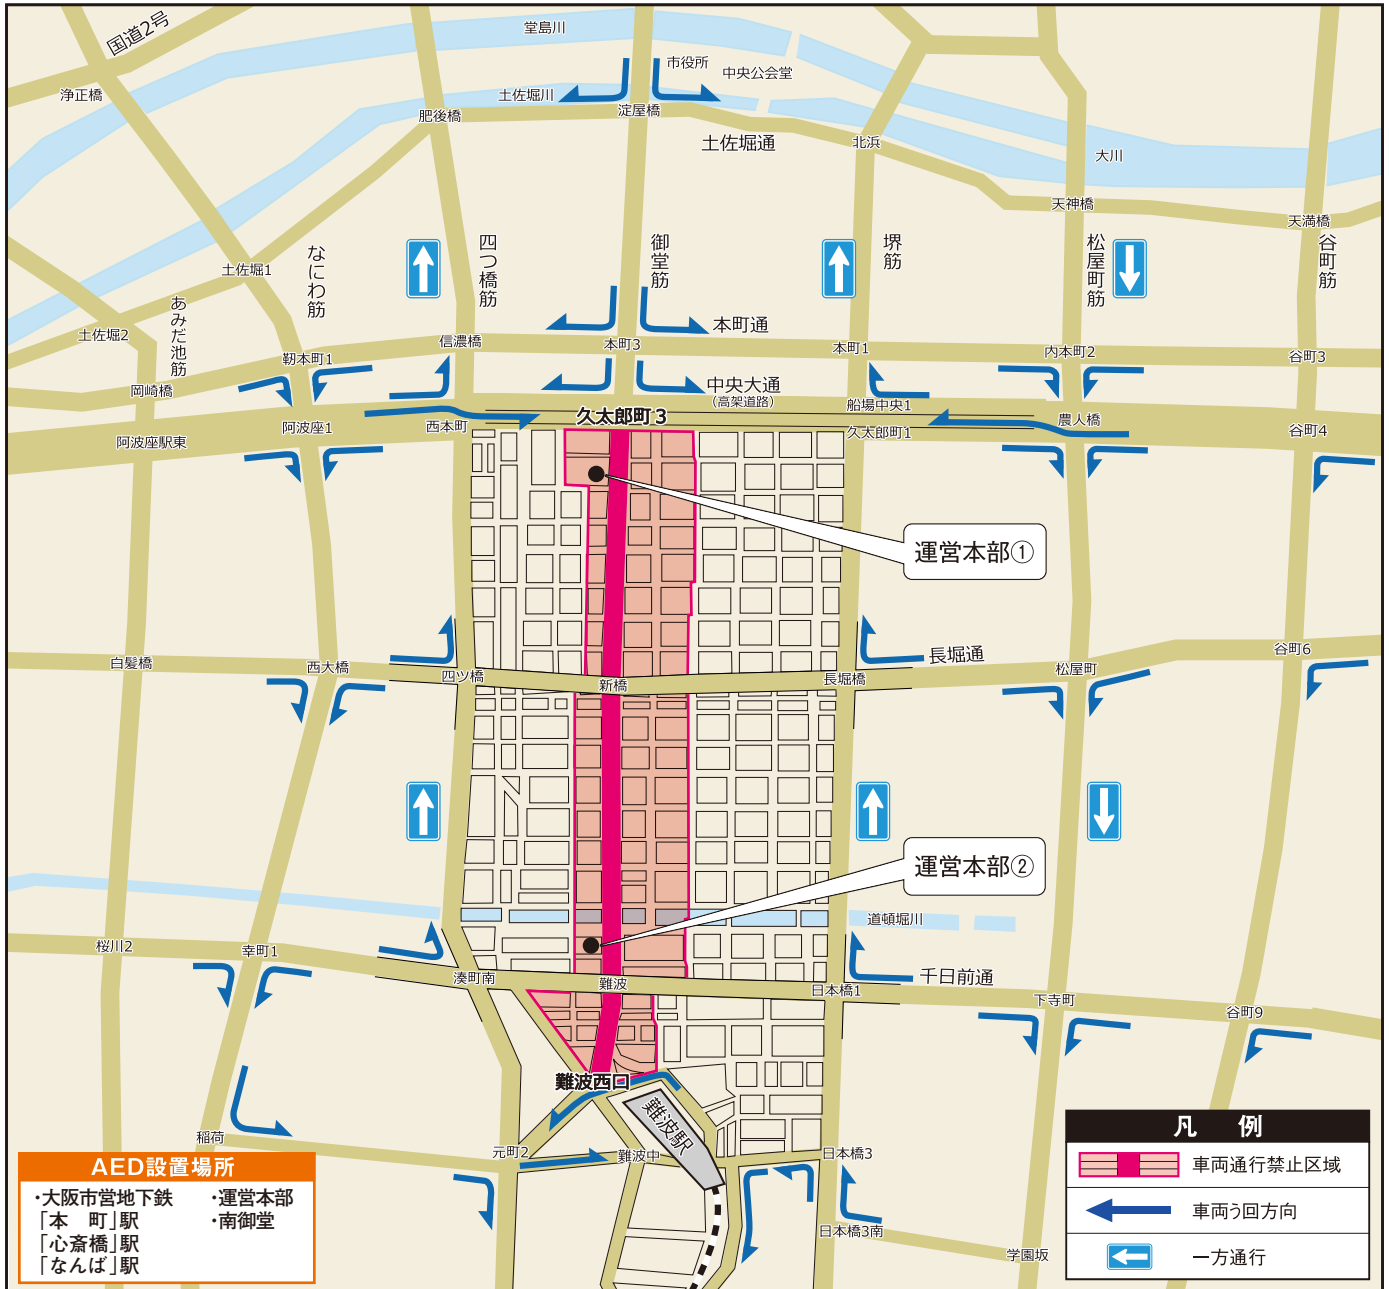 国道2号
堂島川
市役所
中央公会堂
浄正橋
土佐堀川
肥後橋
淀屋橋
土佐堀通
北浜
大川
天神橋
天満橋
土佐堀1
なにわ筋
四つ橋筋
御堂筋
堺筋
松屋町筋
谷町筋
あみだ池筋
土佐堀2
信濃橋
本町3
本町通
本町1
内本町2
谷町3
靭本町1
岡崎橋
中央大通
(高架道路)
船場中央1
久太郎町3
阿波座駅東
阿波座1
西本町
久太郎町1
農人橋
谷町4
運営本部①
白髪橋
西大橋
四ツ橋
新橋
長堀橋
長堀通
松屋町
谷町6
運営本部②
道頓堀川
桜川2
幸町1
湊町南
難波
日本橋1
千日前通
下寺町
谷町9
難波西口
難波駅
稲荷
元町2
難波中
日本橋3
日本橋3南
学園坂
AED設置場所
・大阪市営地下鉄 ・運営本部
「本 町」駅 ・南御堂
「心斎橋」駅
「なんば」駅
凡 例
車両通行禁止区域
車両う回方向
一方通行